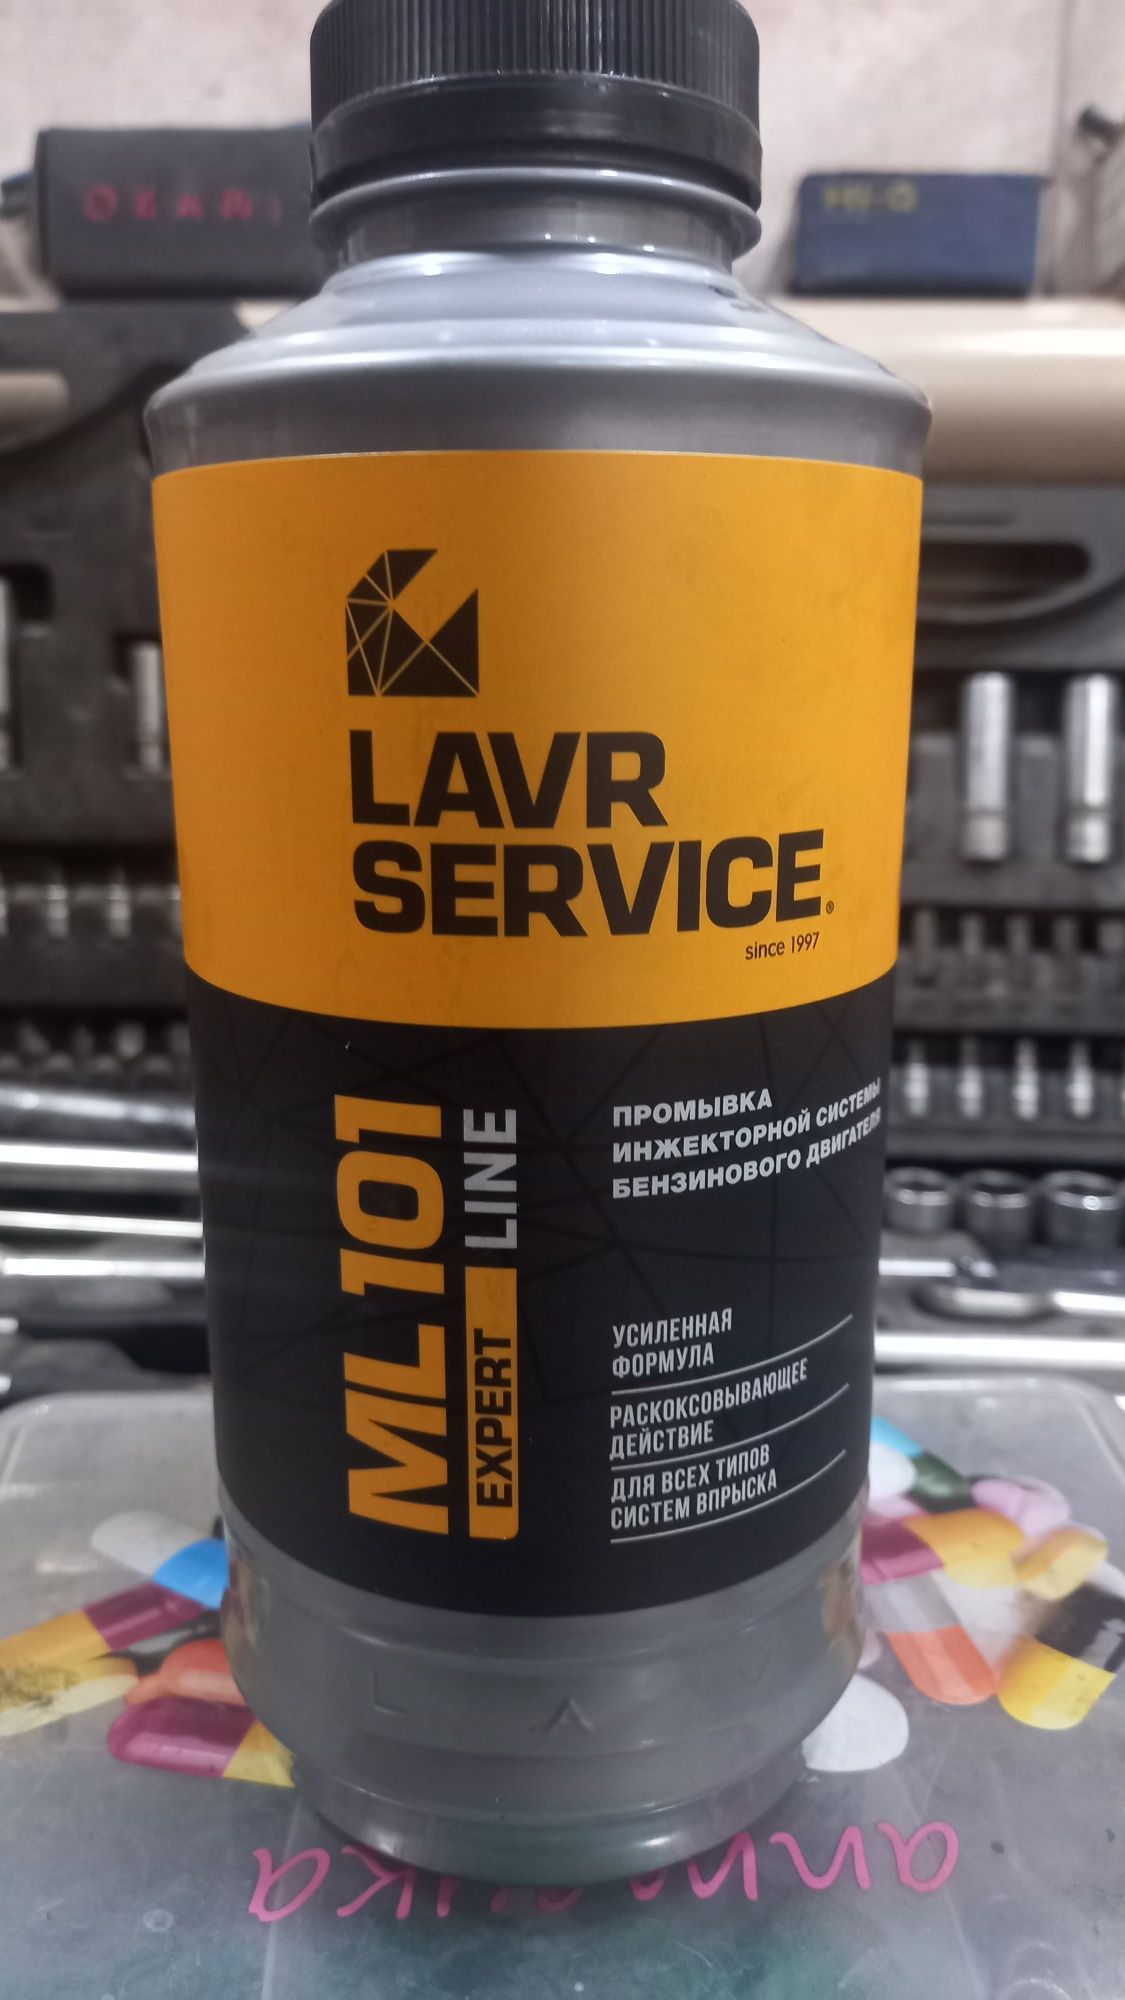 LAVR
SERVICE®
since 1997
ML101
EXPERT LINE
ПРОМЫВКА
ИНЖЕКТОРНОЙ СИСТЕМЫ
БЕНЗИНОВОГО ДВИГАТЕЛЯ
УСИЛЕННАЯ
ФОРМУЛА
РАСКОКСОВЫВАЮЩЕЕ
ДЕЙСТВИЕ
ДЛЯ ВСЕХ ТИПОВ
СИСТЕМ ВПРЫСКА
L A V